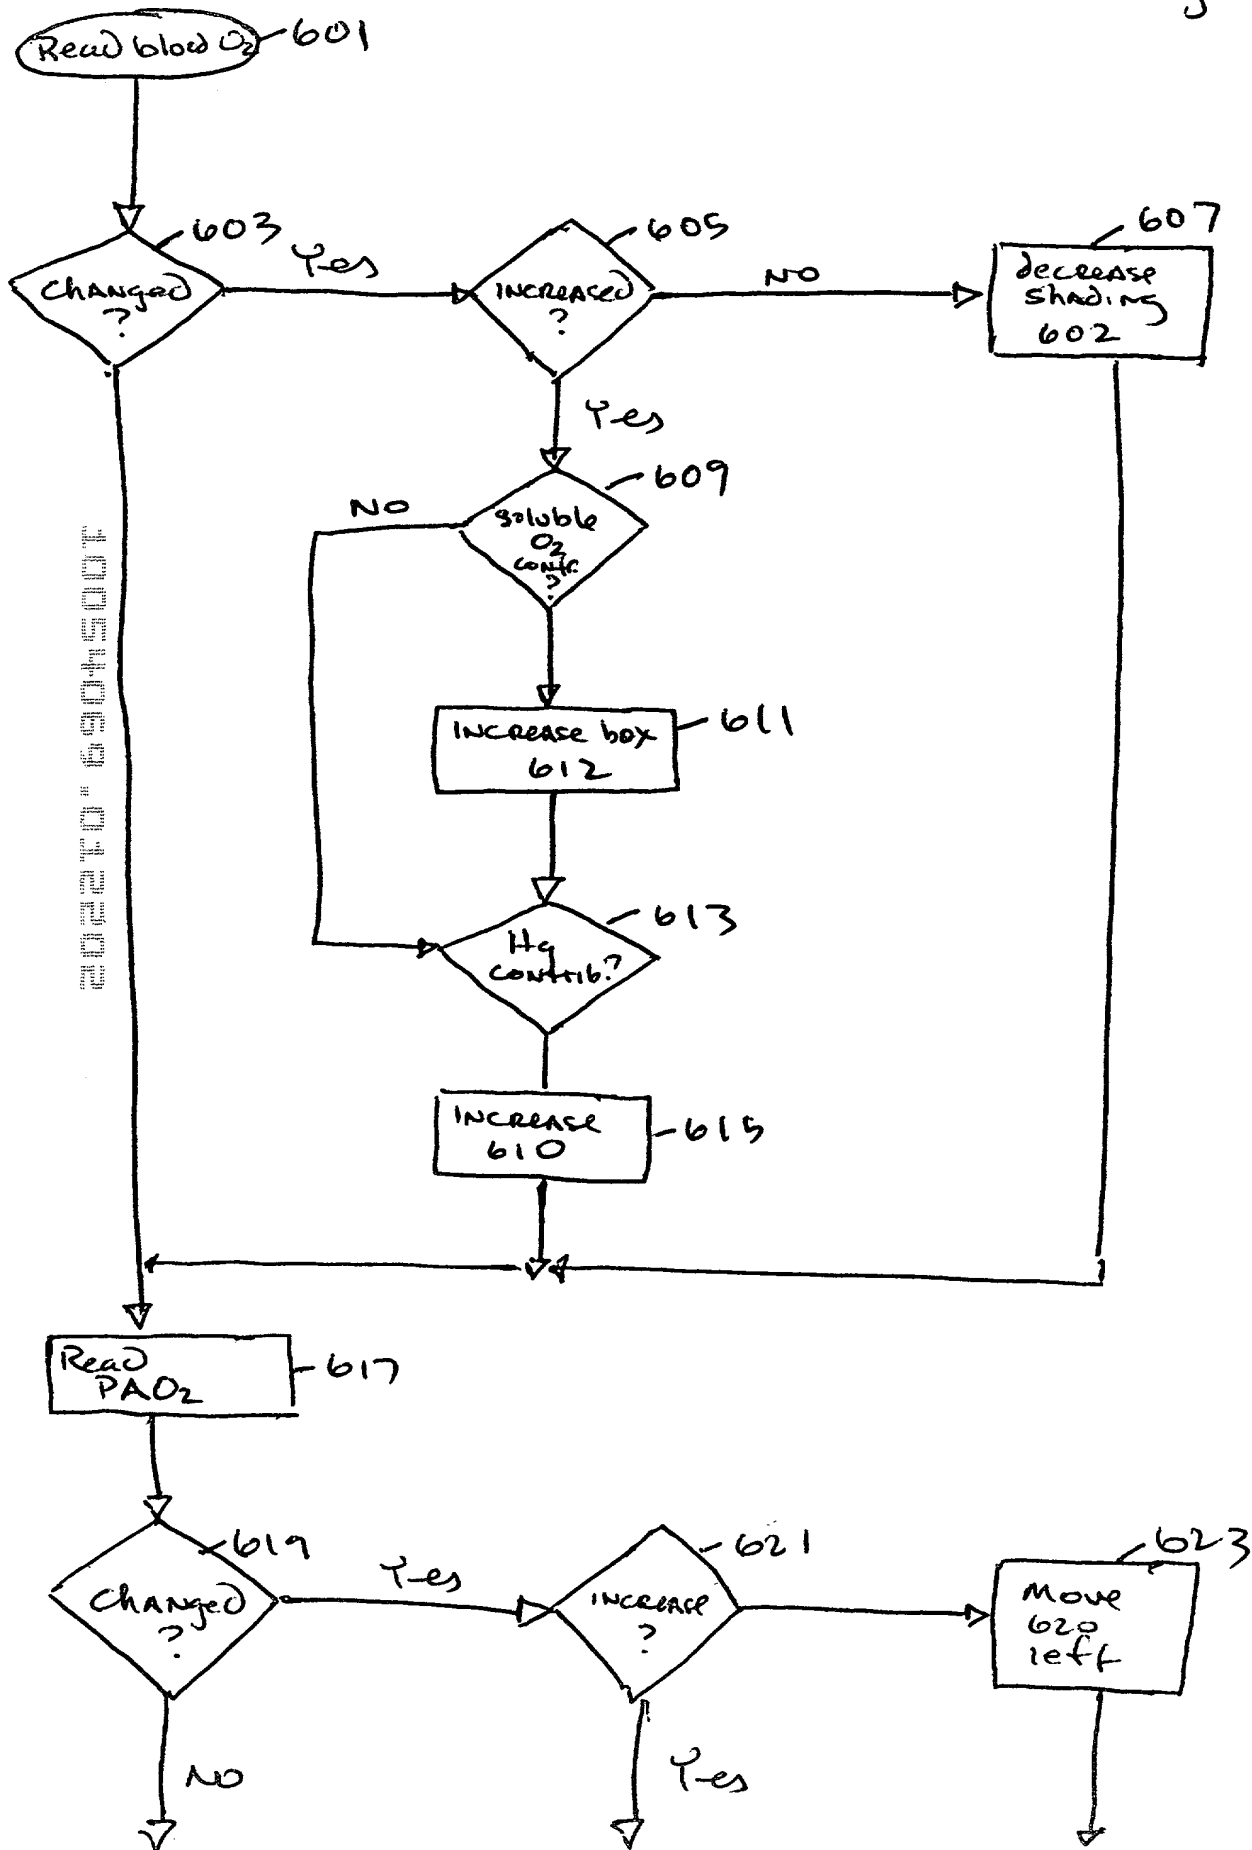 Read blood O2
601
603
Changed
?
Yes
605
INCREASED
?
NO
607
decrease
shading
602
Yes
609
NO
soluble
O2
contr.
?
INCREASE box
612
611
613
Hg
contrib.?
INCREASE
610
615
Read
PAO2
617
619
Changed
?
Yes
621
INCREASE
?
623
Move
620
left
NO
Yes
10054069.012202